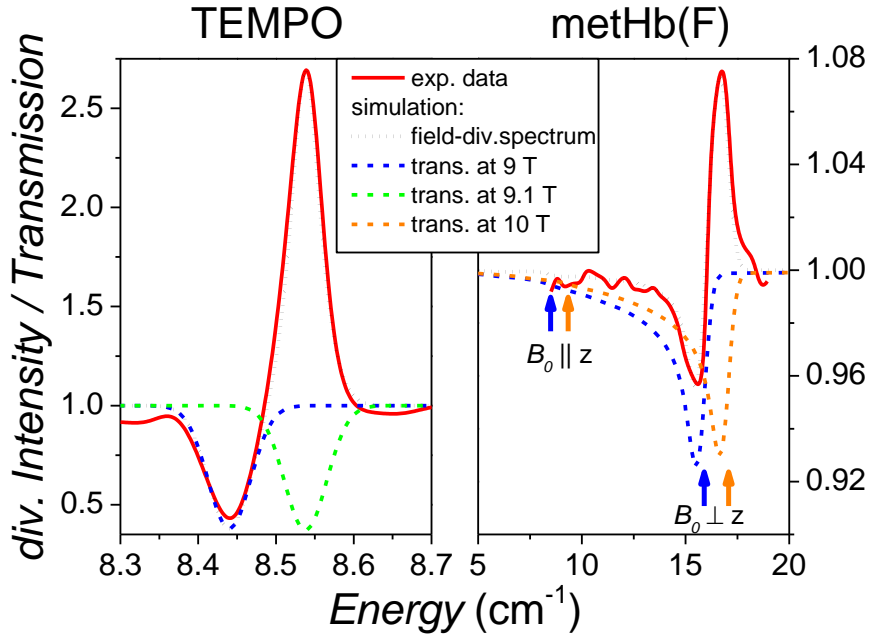 TEMPO
metHb(F)
div. Intensity / Transmission
2.5
2.0
1.5
1.0
0.5
exp. data
simulation:
field-div.spectrum
trans. at 9 T
trans. at 9.1 T
trans. at 10 T
1.08
1.04
1.00
0.96
0.92
B₀ || z
B₀ ⊥ z
8.3 8.4 8.5 8.6 8.7
5 10 15 20
Energy (cm⁻¹)